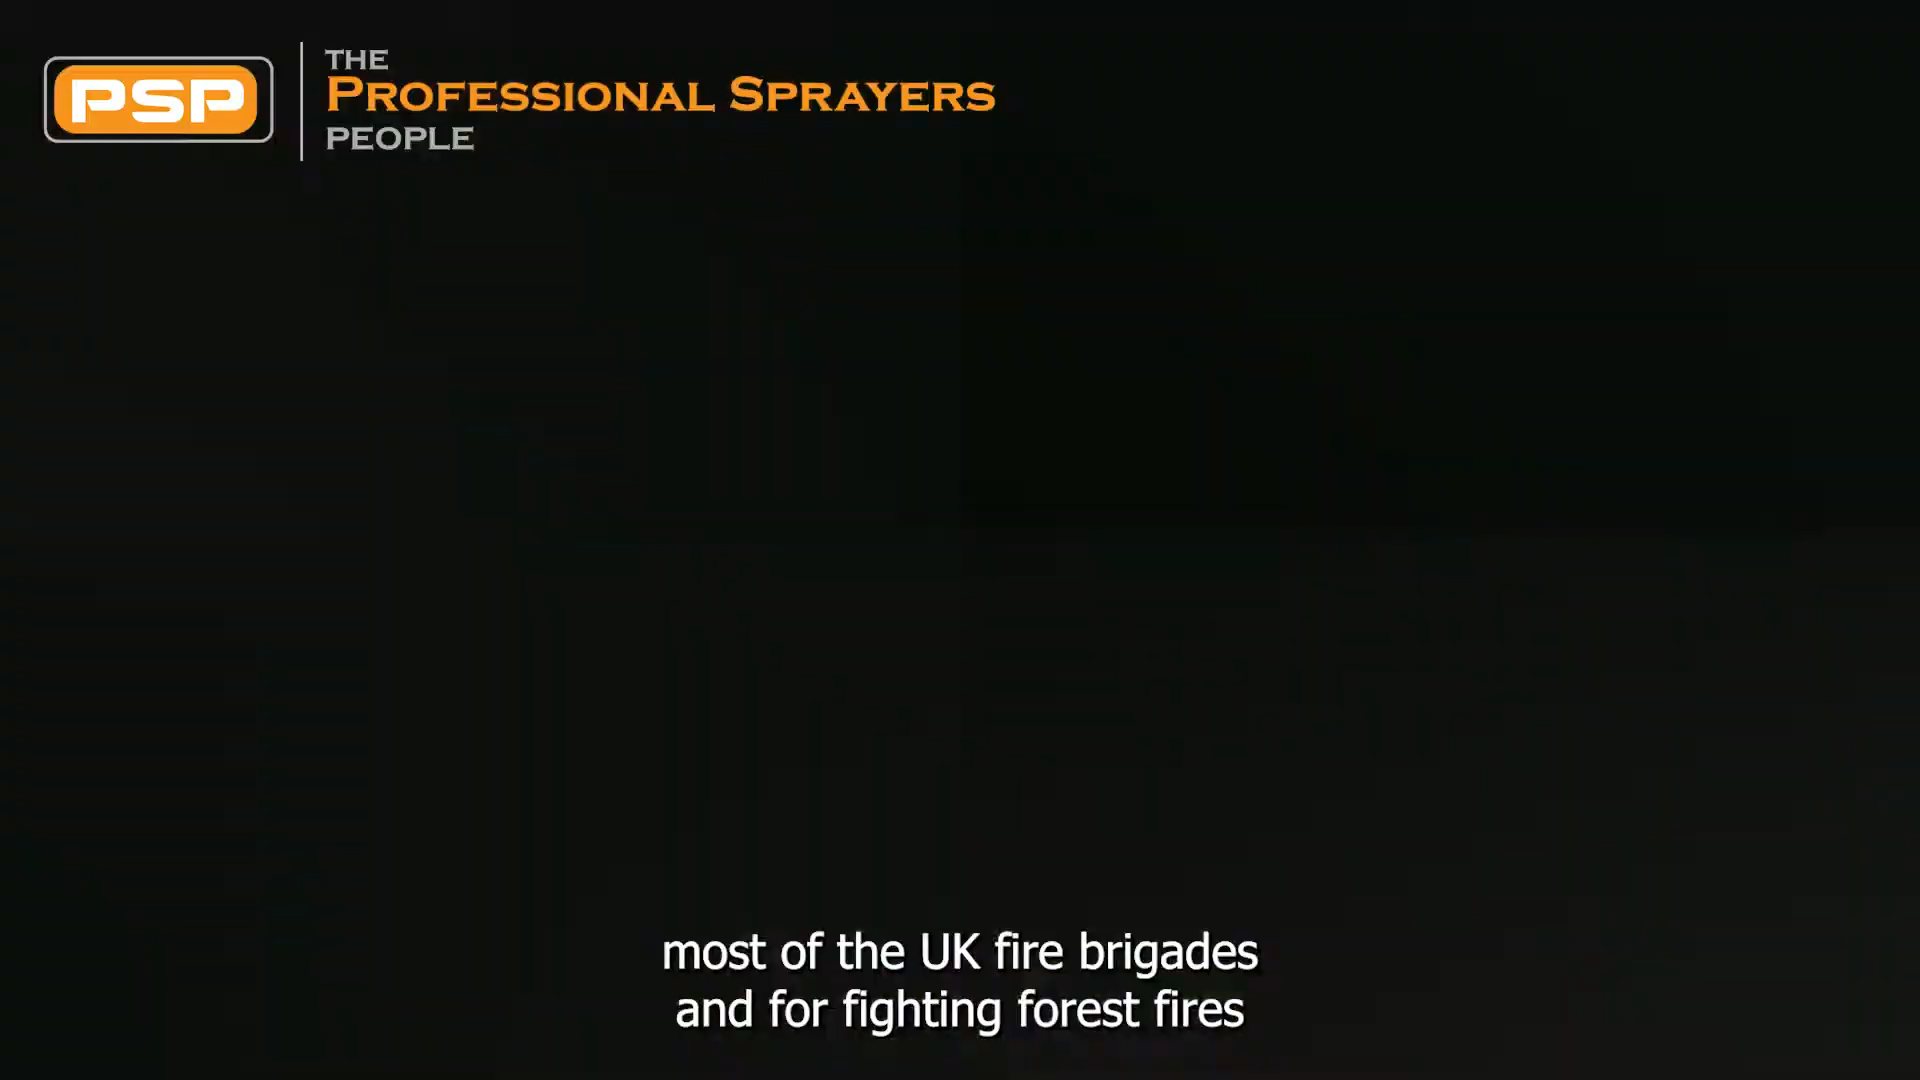 PSP
THE
PROFESSIONAL SPRAYERS
PEOPLE
most of the UK fire brigades
and for fighting forest fires